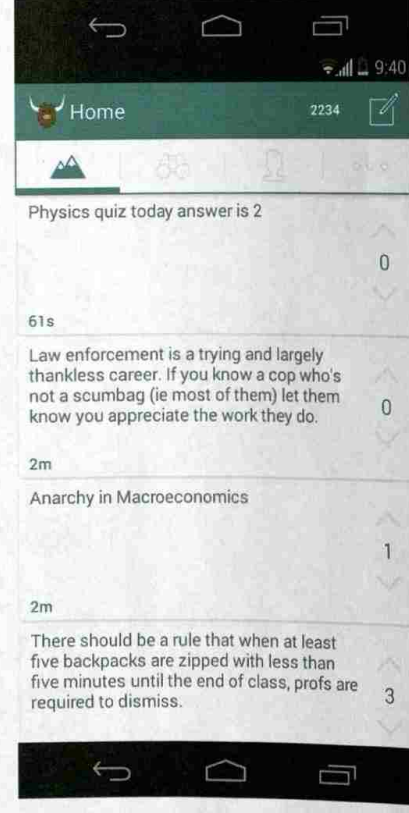 9:40
Home
2234
Physics quiz today answer is 2
0
61s
Law enforcement is a trying and largely
thankless career. If you know a cop who's
not a scumbag (ie most of them) let them
know you appreciate the work they do.
0
2m
Anarchy in Macroeconomics
1
2m
There should be a rule that when at least
five backpacks are zipped with less than
five minutes until the end of class, profs are
required to dismiss.
3